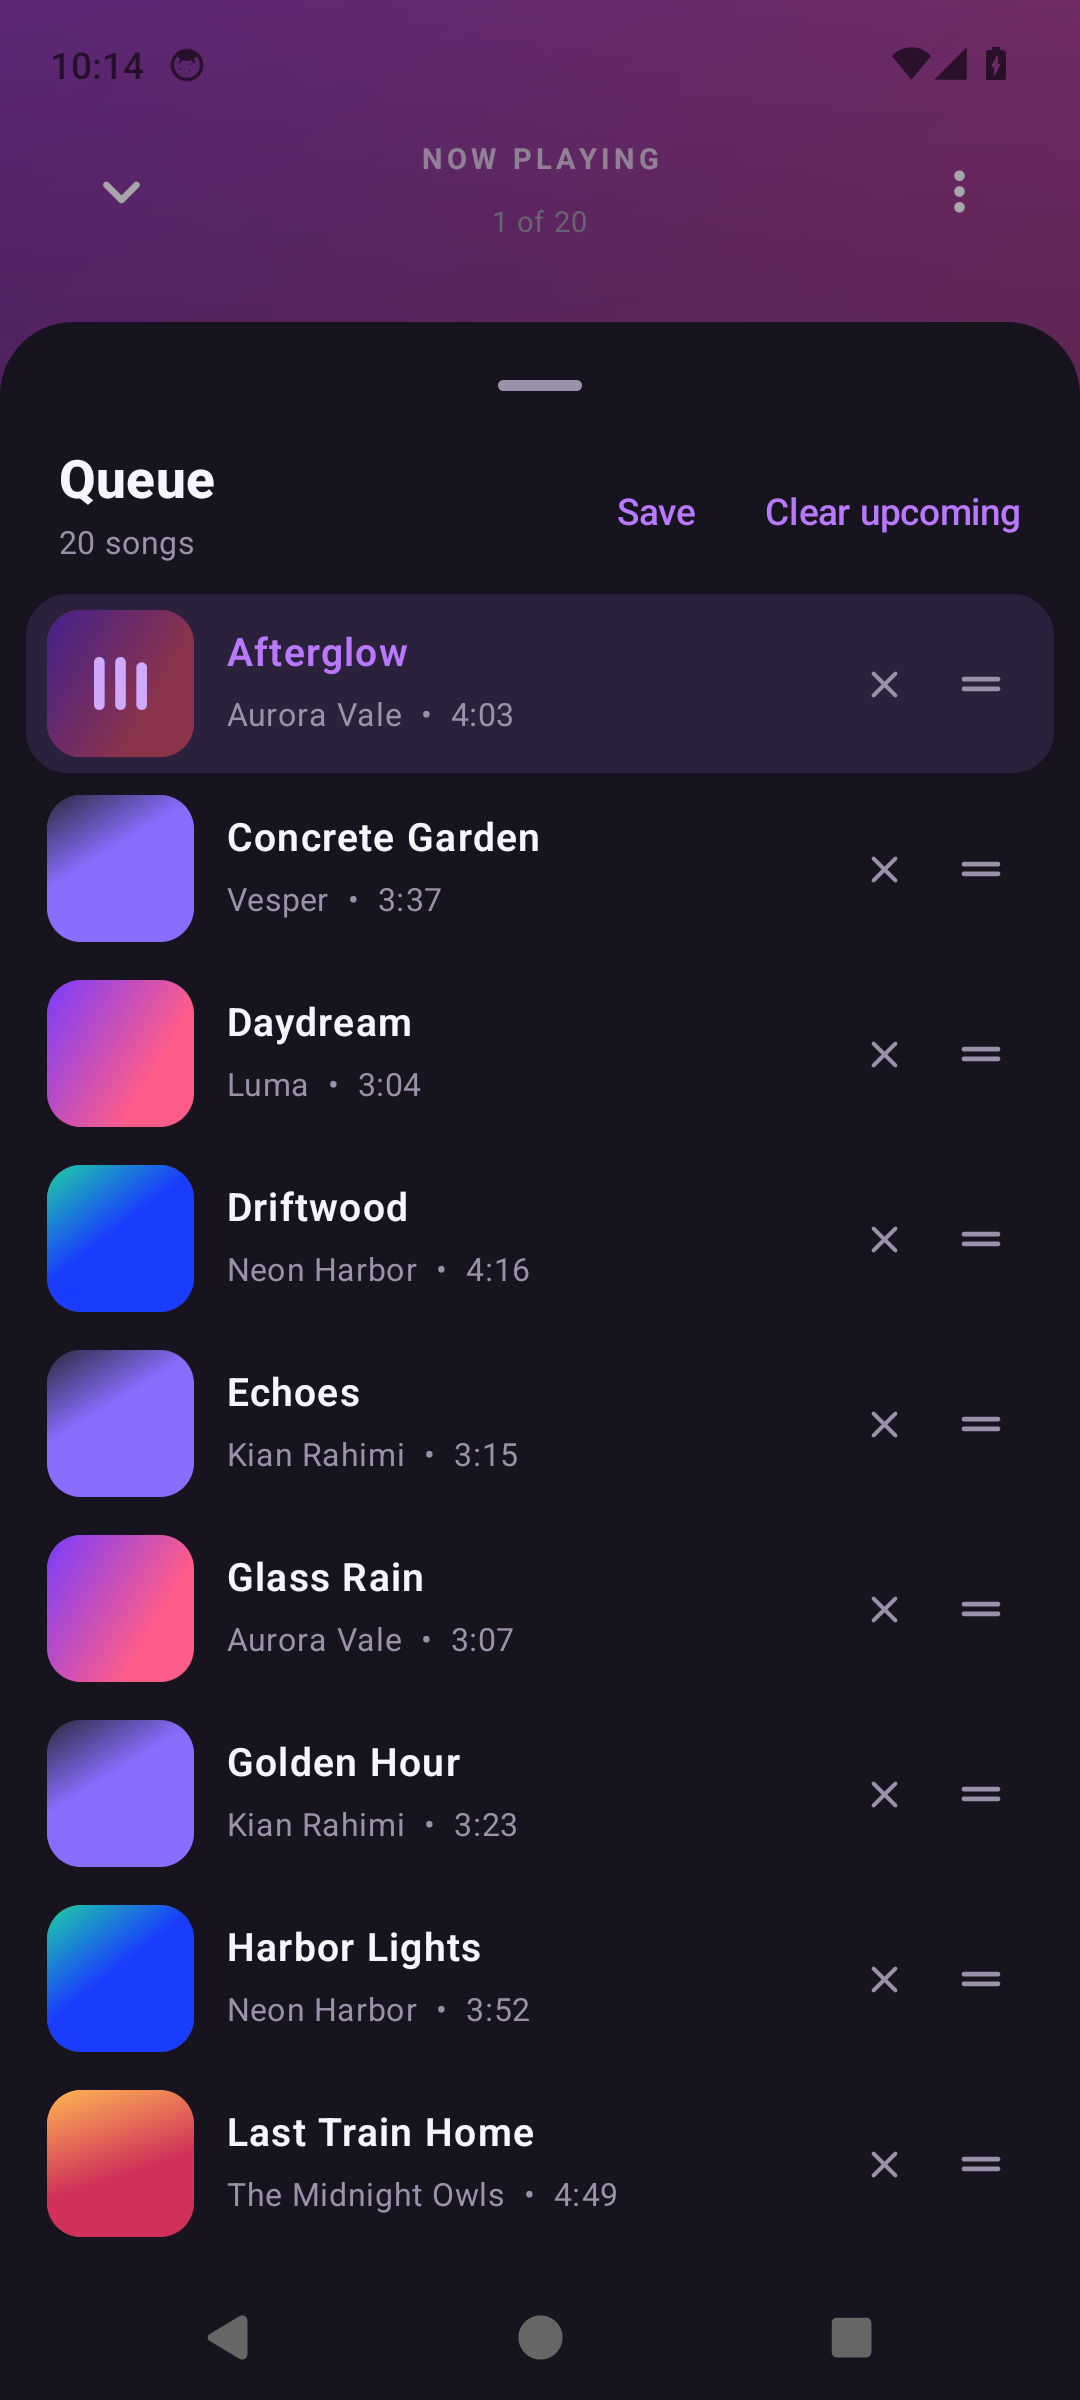 10:14
NOW PLAYING
1 of 20
Queue
20 songs
Save
Clear upcoming
Afterglow
Aurora Vale • 4:03
Concrete Garden
Vesper • 3:37
Daydream
Luma • 3:04
Driftwood
Neon Harbor • 4:16
Echoes
Kian Rahimi • 3:15
Glass Rain
Aurora Vale • 3:07
Golden Hour
Kian Rahimi • 3:23
Harbor Lights
Neon Harbor • 3:52
Last Train Home
The Midnight Owls • 4:49